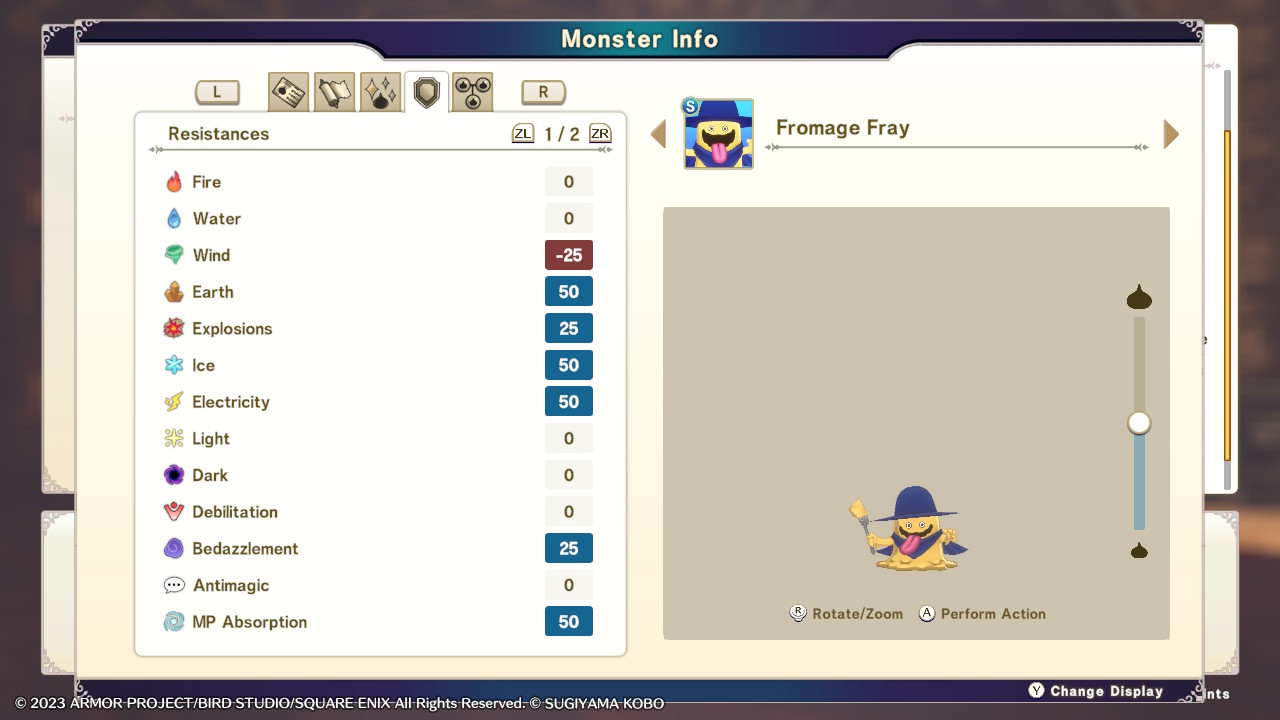 Monster Info
L
R
Resistances
ZL 1 / 2 ZR
Fire 0
Water 0
Wind -25
Earth 50
Explosions 25
Ice 50
Electricity 50
Light 0
Dark 0
Debilitation 0
Bedazzlement 25
Antimagic 0
MP Absorption 50
S
Fromage Fray
R Rotate/Zoom A Perform Action
Y Change Display
© 2023 ARMOR PROJECT/BIRD STUDIO/SQUARE ENIX All Rights Reserved. © SUGIYAMA KOBO